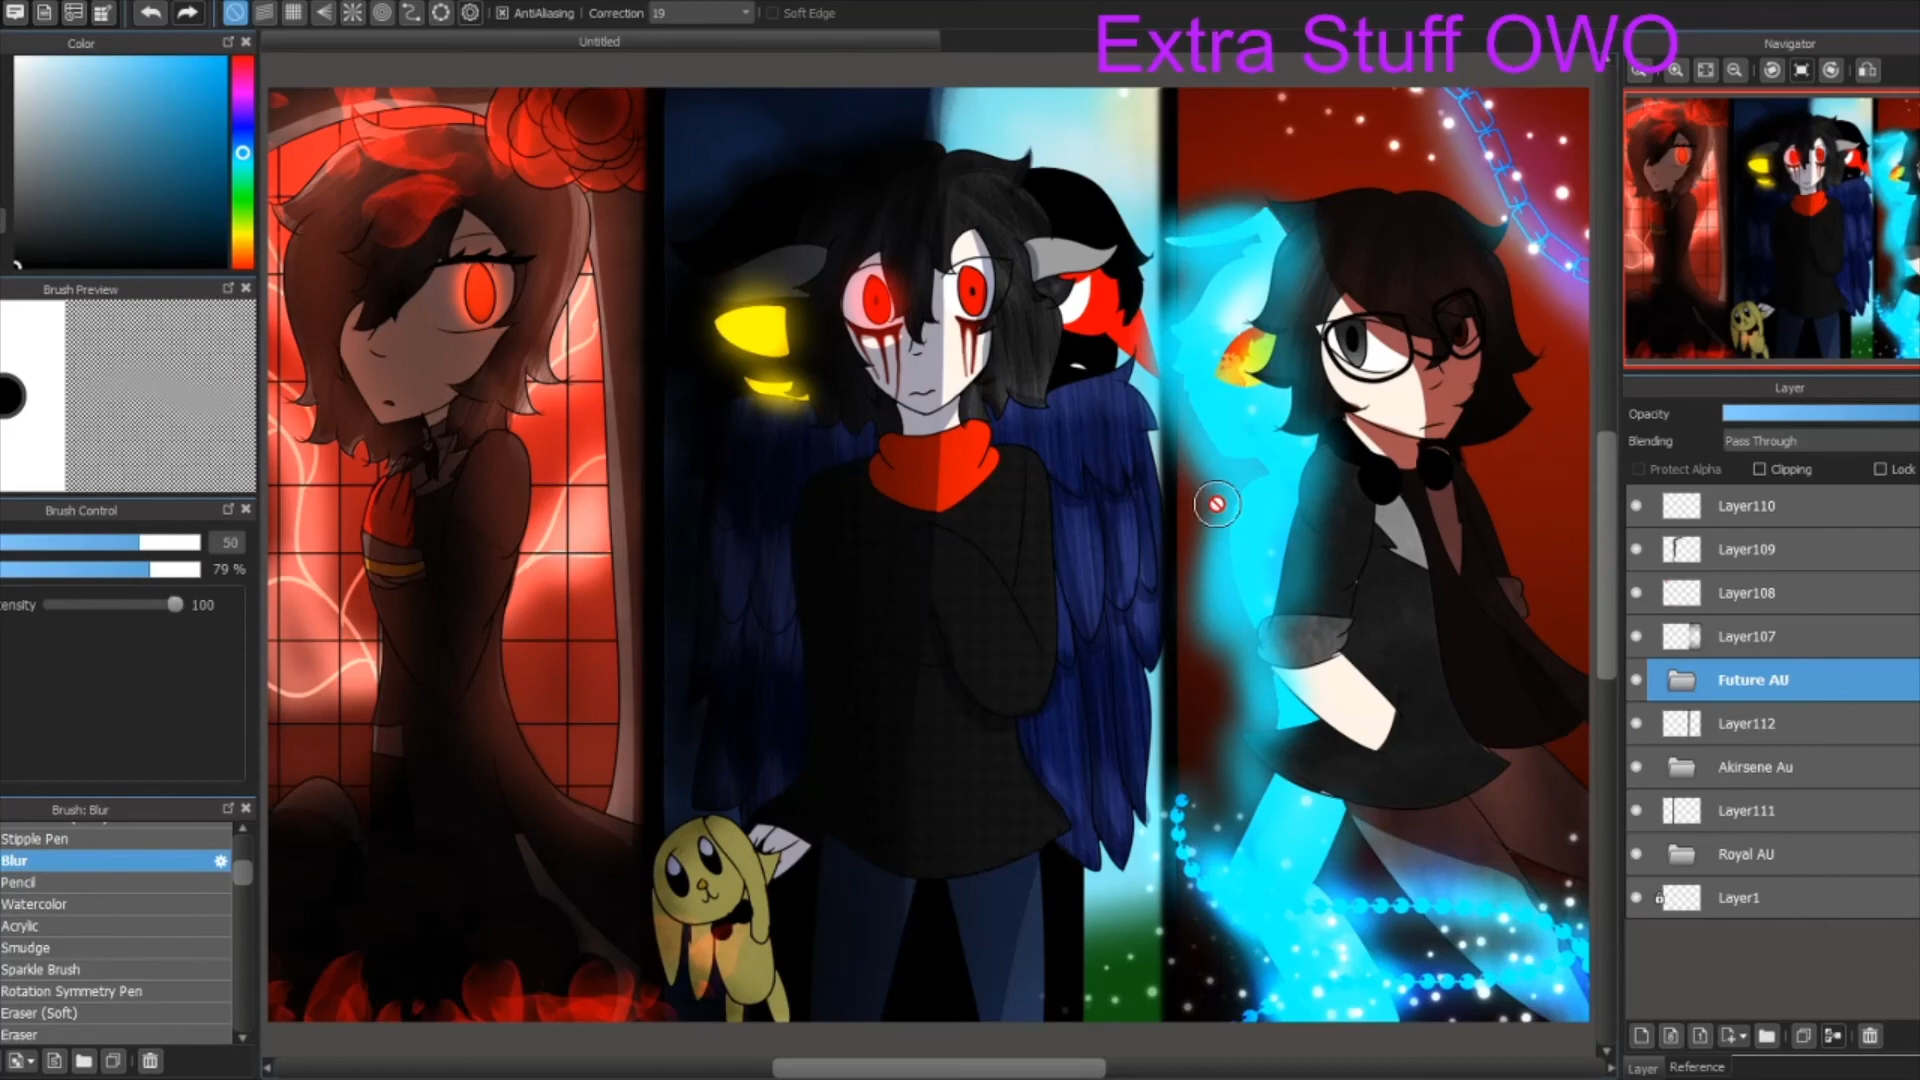 AntiAliasing
Correction
19
Soft Edge
Extra Stuff OWO
Color
Untitled
Navigator
Brush Preview
Layer
Opacity
Blending
Pass Through
Protect Alpha
Clipping
Lock
Brush Control
50
79 %
ensity
100
Layer110
Layer109
Layer108
Layer107
Future AU
Layer112
Akirsene Au
Layer111
Royal AU
Layer1
Brush: Blur
Stipple Pen
Blur
Pencil
Watercolor
Acrylic
Smudge
Sparkle Brush
Rotation Symmetry Pen
Eraser (Soft)
Eraser
Layer
Reference